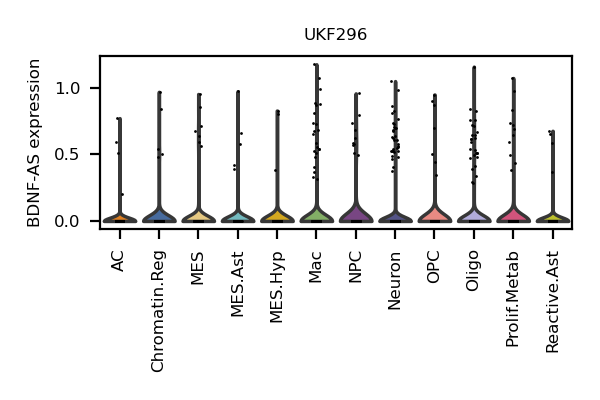 UKF296
BDNF-AS expression
1.0
0.5
0.0
AC
Chromatin.Reg
MES
MES.Ast
MES.Hyp
Mac
NPC
Neuron
OPC
Oligo
Prolif.Metab
Reactive.Ast